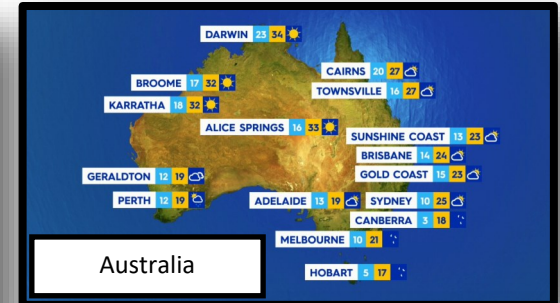 DARWIN 23 34
CAIRNS 20 27
BROOME 17 32
TOWNSVILLE 16 27
KARRATHA 18 32
ALICE SPRINGS 16 33
SUNSHINE COAST 13 23
BRISBANE 14 24
GERALDTON 12 19
GOLD COAST 15 23
PERTH 12 19
ADELAIDE 13 19
SYDNEY 10 25
CANBERRA 3 18
MELBOURNE 10 21
Australia
HOBART 5 17